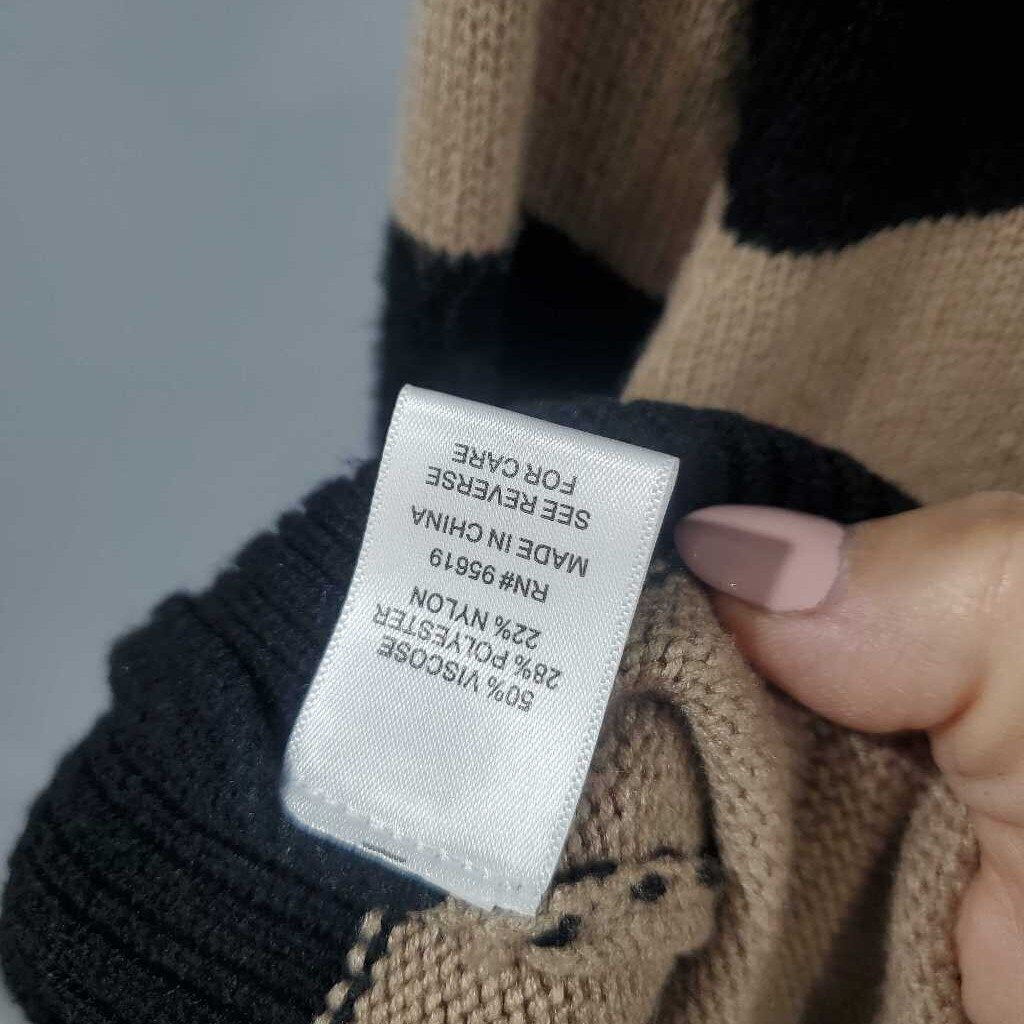 50% VISCOSE
28% POLYESTER
22% NYLON
RN# 95619
MADE IN CHINA
SEE REVERSE
FOR CARE